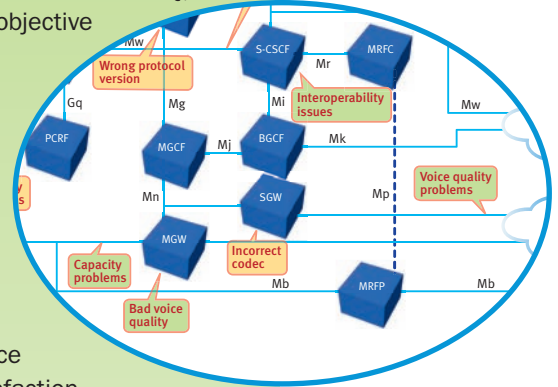 objective
Mw
S-CSCF
Mr
MRFC
Wrong protocol
version
Interoperability
issues
Gq
Mg
Mi
Mw
PCRF
MGCF
Mj
BGCF
Mk
Mn
SGW
Mp
Voice quality
problems
MGW
Incorrect
codec
Capacity
problems
Mb
MRFP
Mb
Bad voice
quality